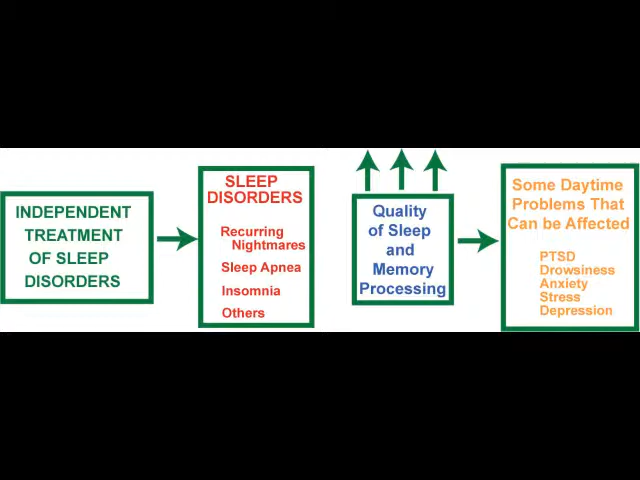 INDEPENDENT
TREATMENT
OF SLEEP
DISORDERS
SLEEP
DISORDERS
Recurring
Nightmares
Sleep Apnea
Insomnia
Others
Quality
of Sleep
and
Memory
Processing
Some Daytime
Problems That
Can be Affected
PTSD
Drowsiness
Anxiety
Stress
Depression